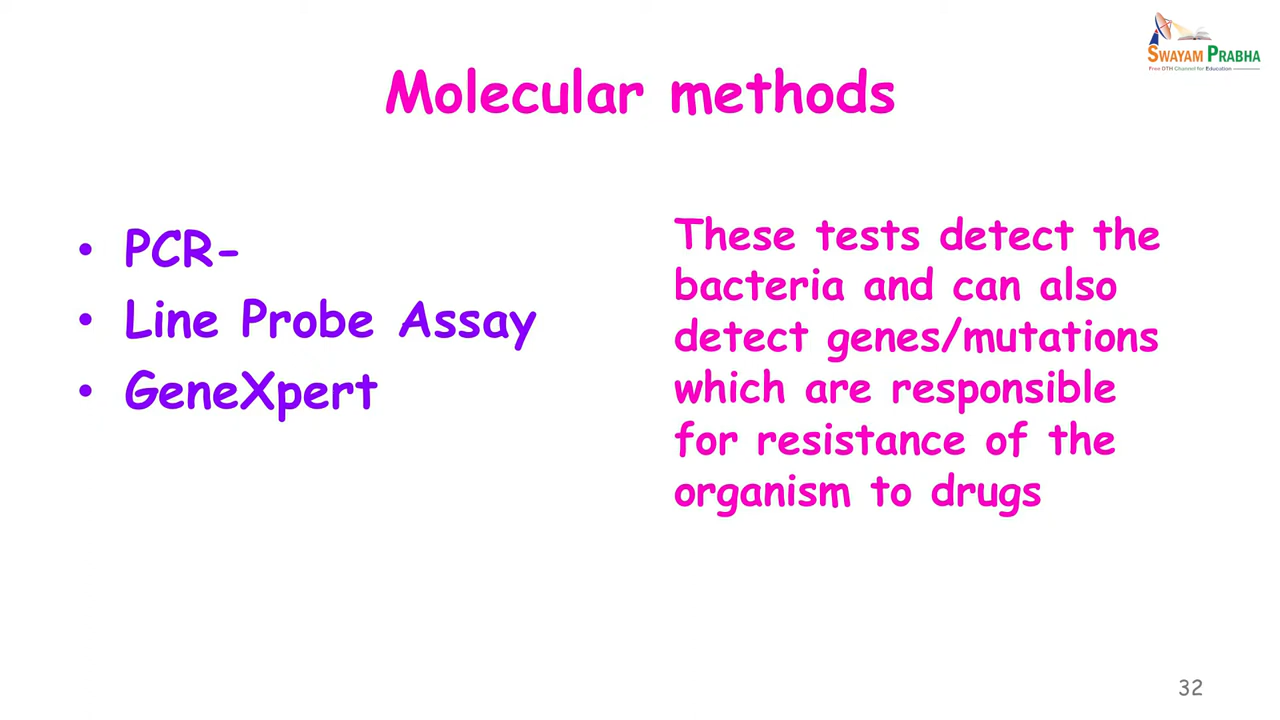 SWAYAM PRABHA
Free DTH Channel for Education
Molecular methods
• PCR-
• Line Probe Assay
• GeneXpert
These tests detect the
bacteria and can also
detect genes/mutations
which are responsible
for resistance of the
organism to drugs
32